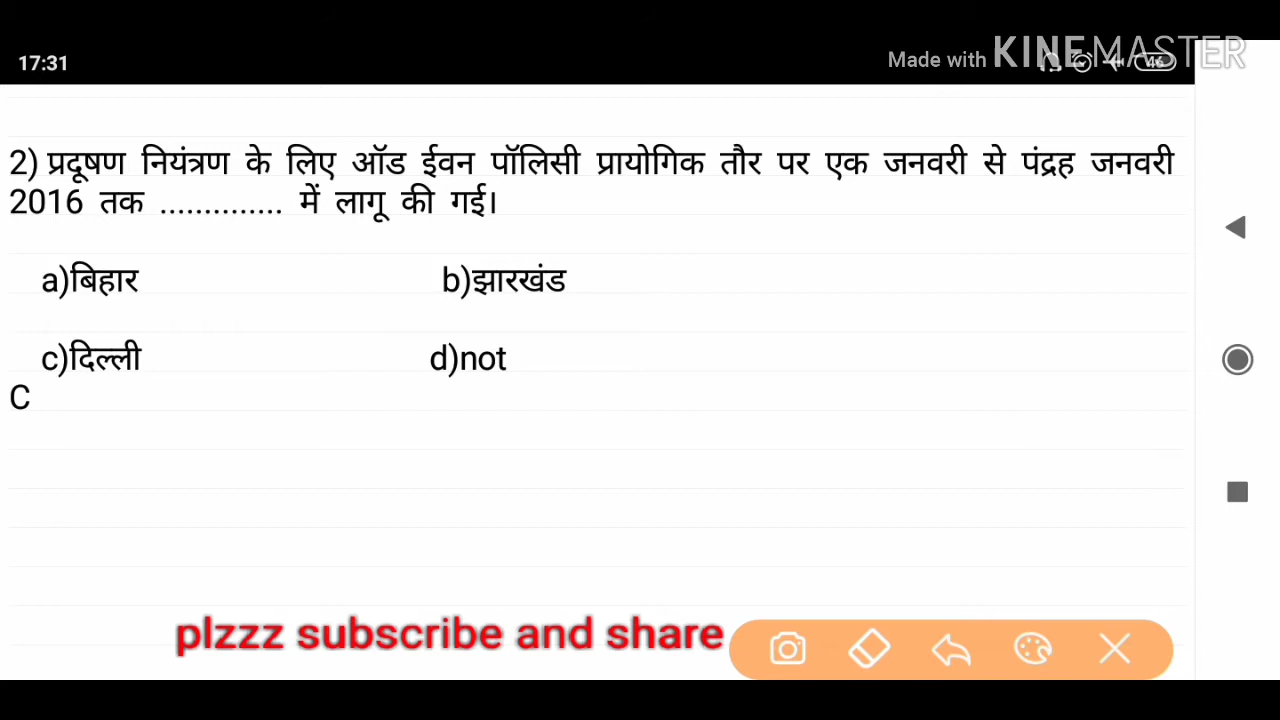 17:31
Made with KINEMASTER
46
2) प्रदूषण नियंत्रण के लिए ऑड ईवन पॉलिसी प्रायोगिक तौर पर एक जनवरी से पंद्रह जनवरी
2016 तक .............. में लागू की गई।
a)बिहार b)झारखंड
c)दिल्ली d)not
C
plzzz subscribe and share